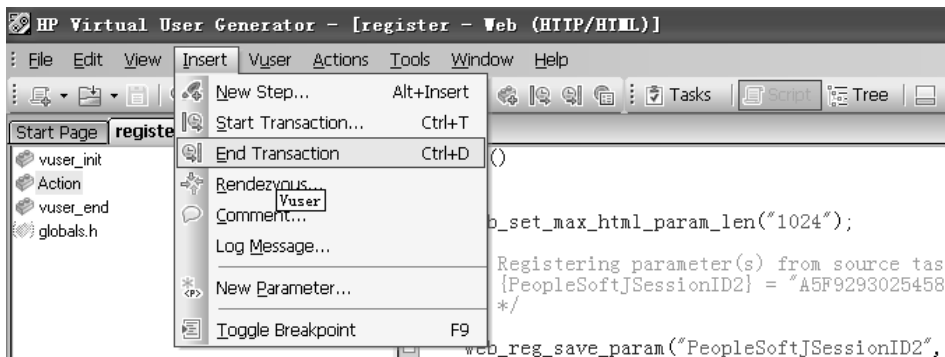 HP Virtual User Generator - [register - Web (HTTP/HTML)]
File Edit View Insert Vuser Actions Tools Window Help
Tasks Script Tree
Start Page registe
vuser_init
Action
vuser_end
globals.h
New Step... Alt+Insert
Start Transaction... Ctrl+T
End Transaction Ctrl+D
Rendezvous...
Vuser
Comment...
Log Message...
New Parameter...
Toggle Breakpoint F9
()
b_set_max_html_param_len("1024");
Registering parameter(s) from source tas
{PeopleSoftJSessionID2} = "A5F9293025458
*/
web_reg_save_param("PeopleSoftJSessionID2",